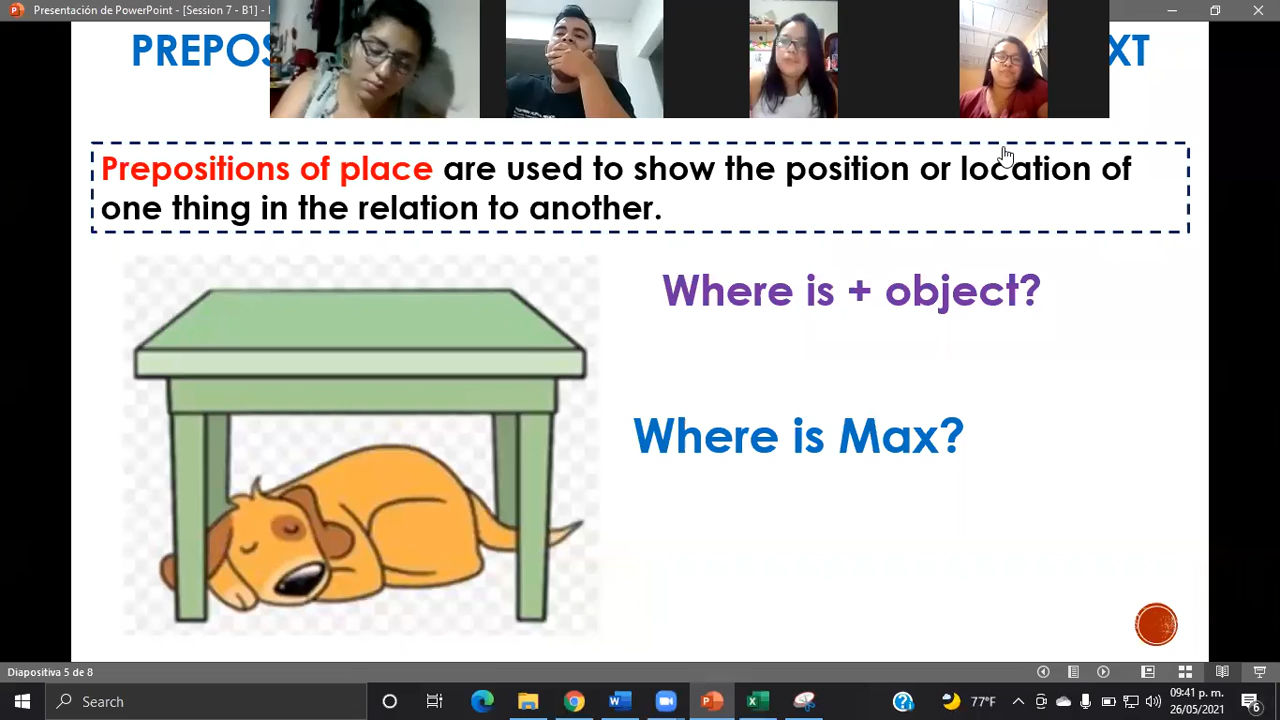 Presentación de PowerPoint - [Session 7 - B1] -
PREPOS
XT
Prepositions of place are used to show the position or location of
one thing in the relation to another.
Where is + object?
Where is Max?
Diapositiva 5 de 8
Search
77°F
09:41 p. m.
26/05/2021
6